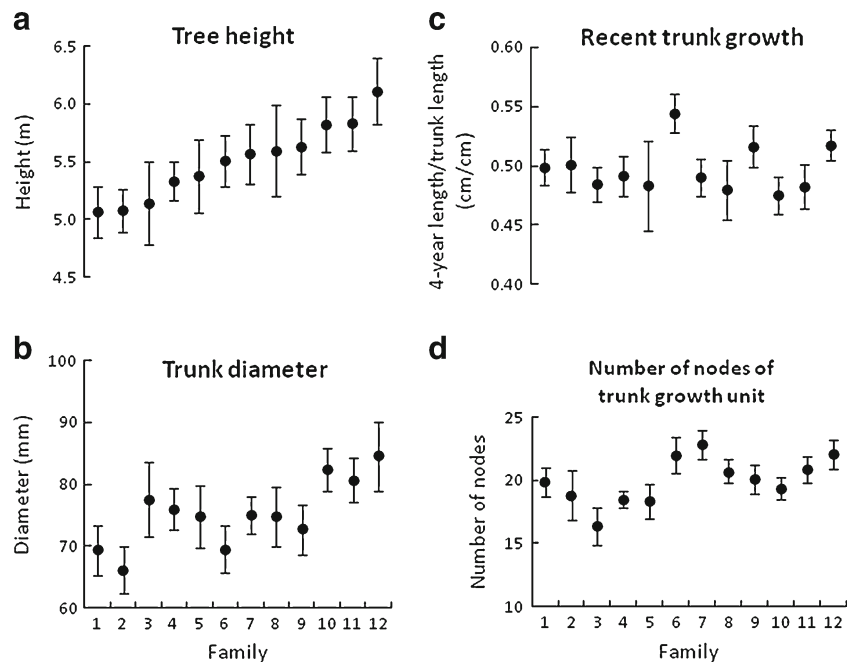 a
Tree height
6.5
6.0
5.5
5.0
4.5
Height (m)
c
Recent trunk growth
0.60
0.55
0.50
0.45
0.40
4-year length/trunk length
(cm/cm)
b
Trunk diameter
100
90
80
70
60
Diameter (mm)
1 2 3 4 5 6 7 8 9 10 11 12
Family
d
Number of nodes of
trunk growth unit
25
20
15
10
Number of nodes
1 2 3 4 5 6 7 8 9 10 11 12
Family